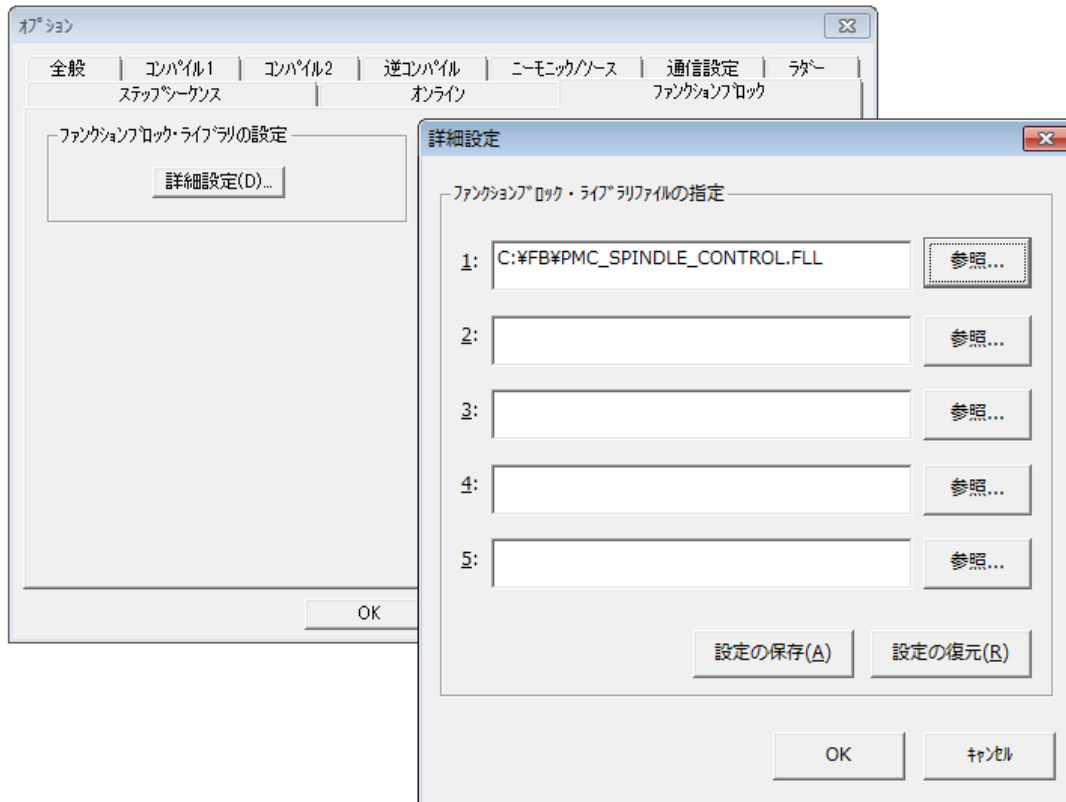 オプション
全般 コンパイル1 コンパイル2 逆コンパイル ニーモニック/ソース 通信設定 ラダー
ステップシーケンス オンライン ファンクションブロック
ファンクションブロック・ライブラリの設定
詳細設定(D)...
OK
詳細設定
ファンクションブロック・ライブラリファイルの指定
1: C:¥FB¥PMC_SPINDLE_CONTROL.FLL 参照...
2: 参照...
3: 参照...
4: 参照...
5: 参照...
設定の保存(A) 設定の復元(R)
OK キャンセル